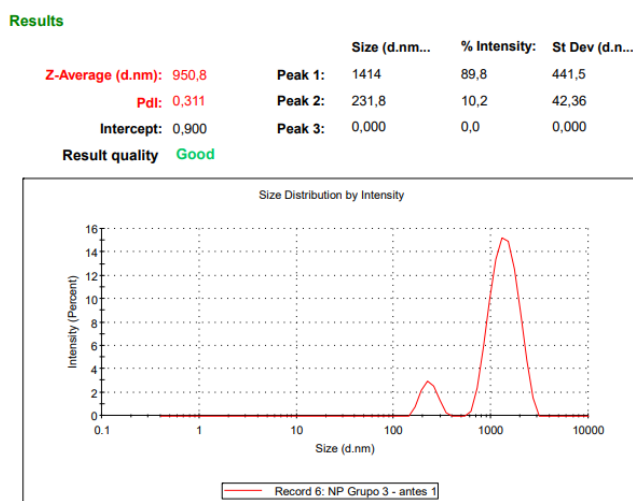 Results
Size (d.nm... % Intensity: St Dev (d.n...
Z-Average (d.nm): 950,8 Peak 1: 1414 89,8 441,5
PdI: 0,311 Peak 2: 231,8 10,2 42,36
Intercept: 0,900 Peak 3: 0,000 0,0 0,000
Result quality Good
Size Distribution by Intensity
Intensity (Percent)
16
14
12
10
8
6
4
2
0
0.1 1 10 100 1000 10000
Size (d.nm)
Record 6: NP Grupo 3 - antes 1